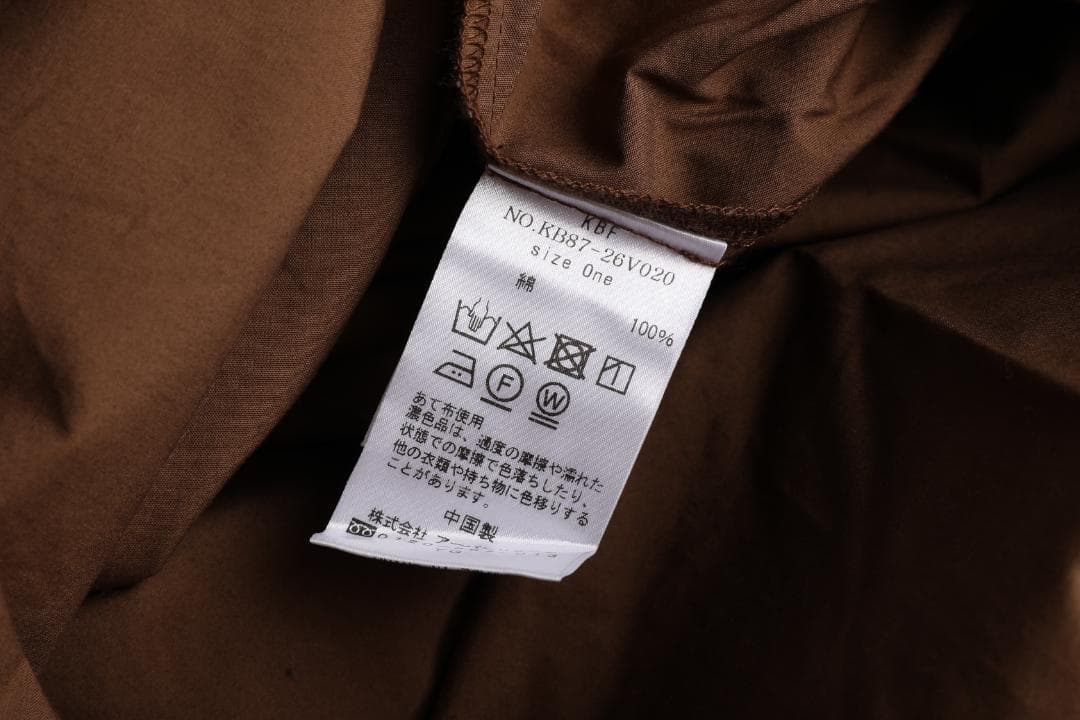 KBF
NO.KB87-26V020
size One
綿
100%
F
W
あて布使用
濃色品は、過度の摩擦や濡れた
状態での摩擦で色落ちしたり、
他の衣類や持ち物に色移りする
ことがあります。
中国製
株式会社